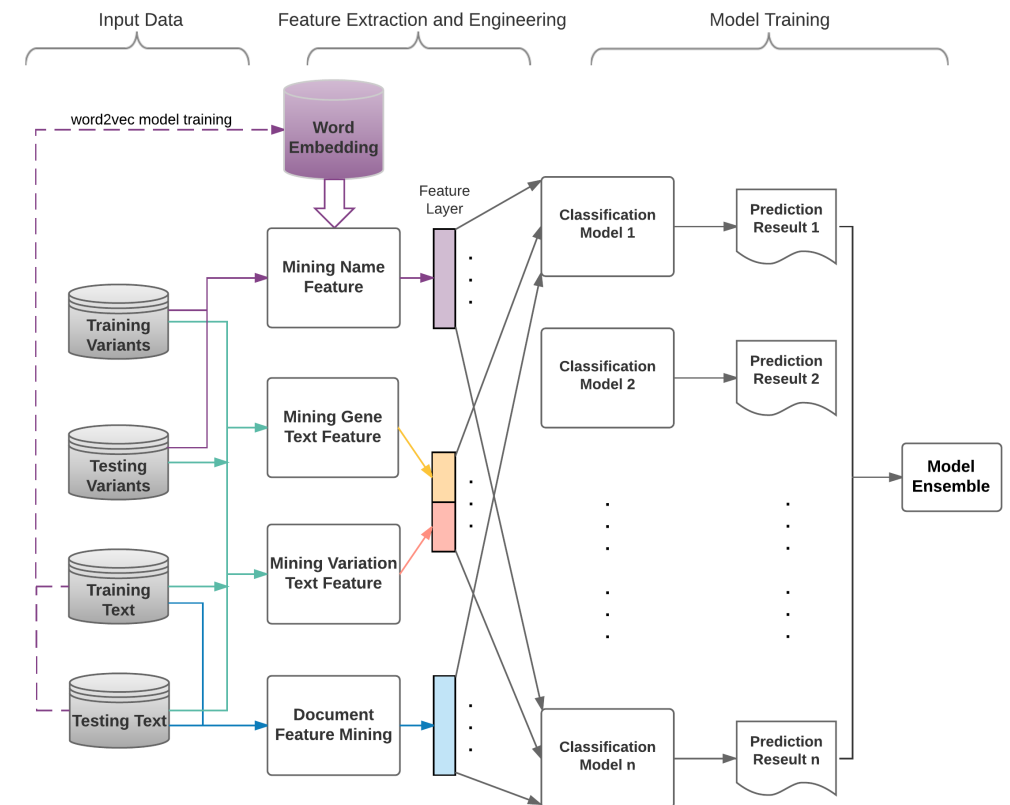 Input Data
Feature Extraction and Engineering
Model Training
word2vec model training
Word
Embedding
Feature
Layer
Mining Name
Feature
Training
Variants
Mining Gene
Text Feature
Testing
Variants
Mining Variation
Text Feature
Training
Text
Document
Feature Mining
Testing Text
Classification
Model 1
Prediction
Reseult 1
Classification
Model 2
Prediction
Reseult 2
Model
Ensemble
Classification
Model n
Prediction
Reseult n